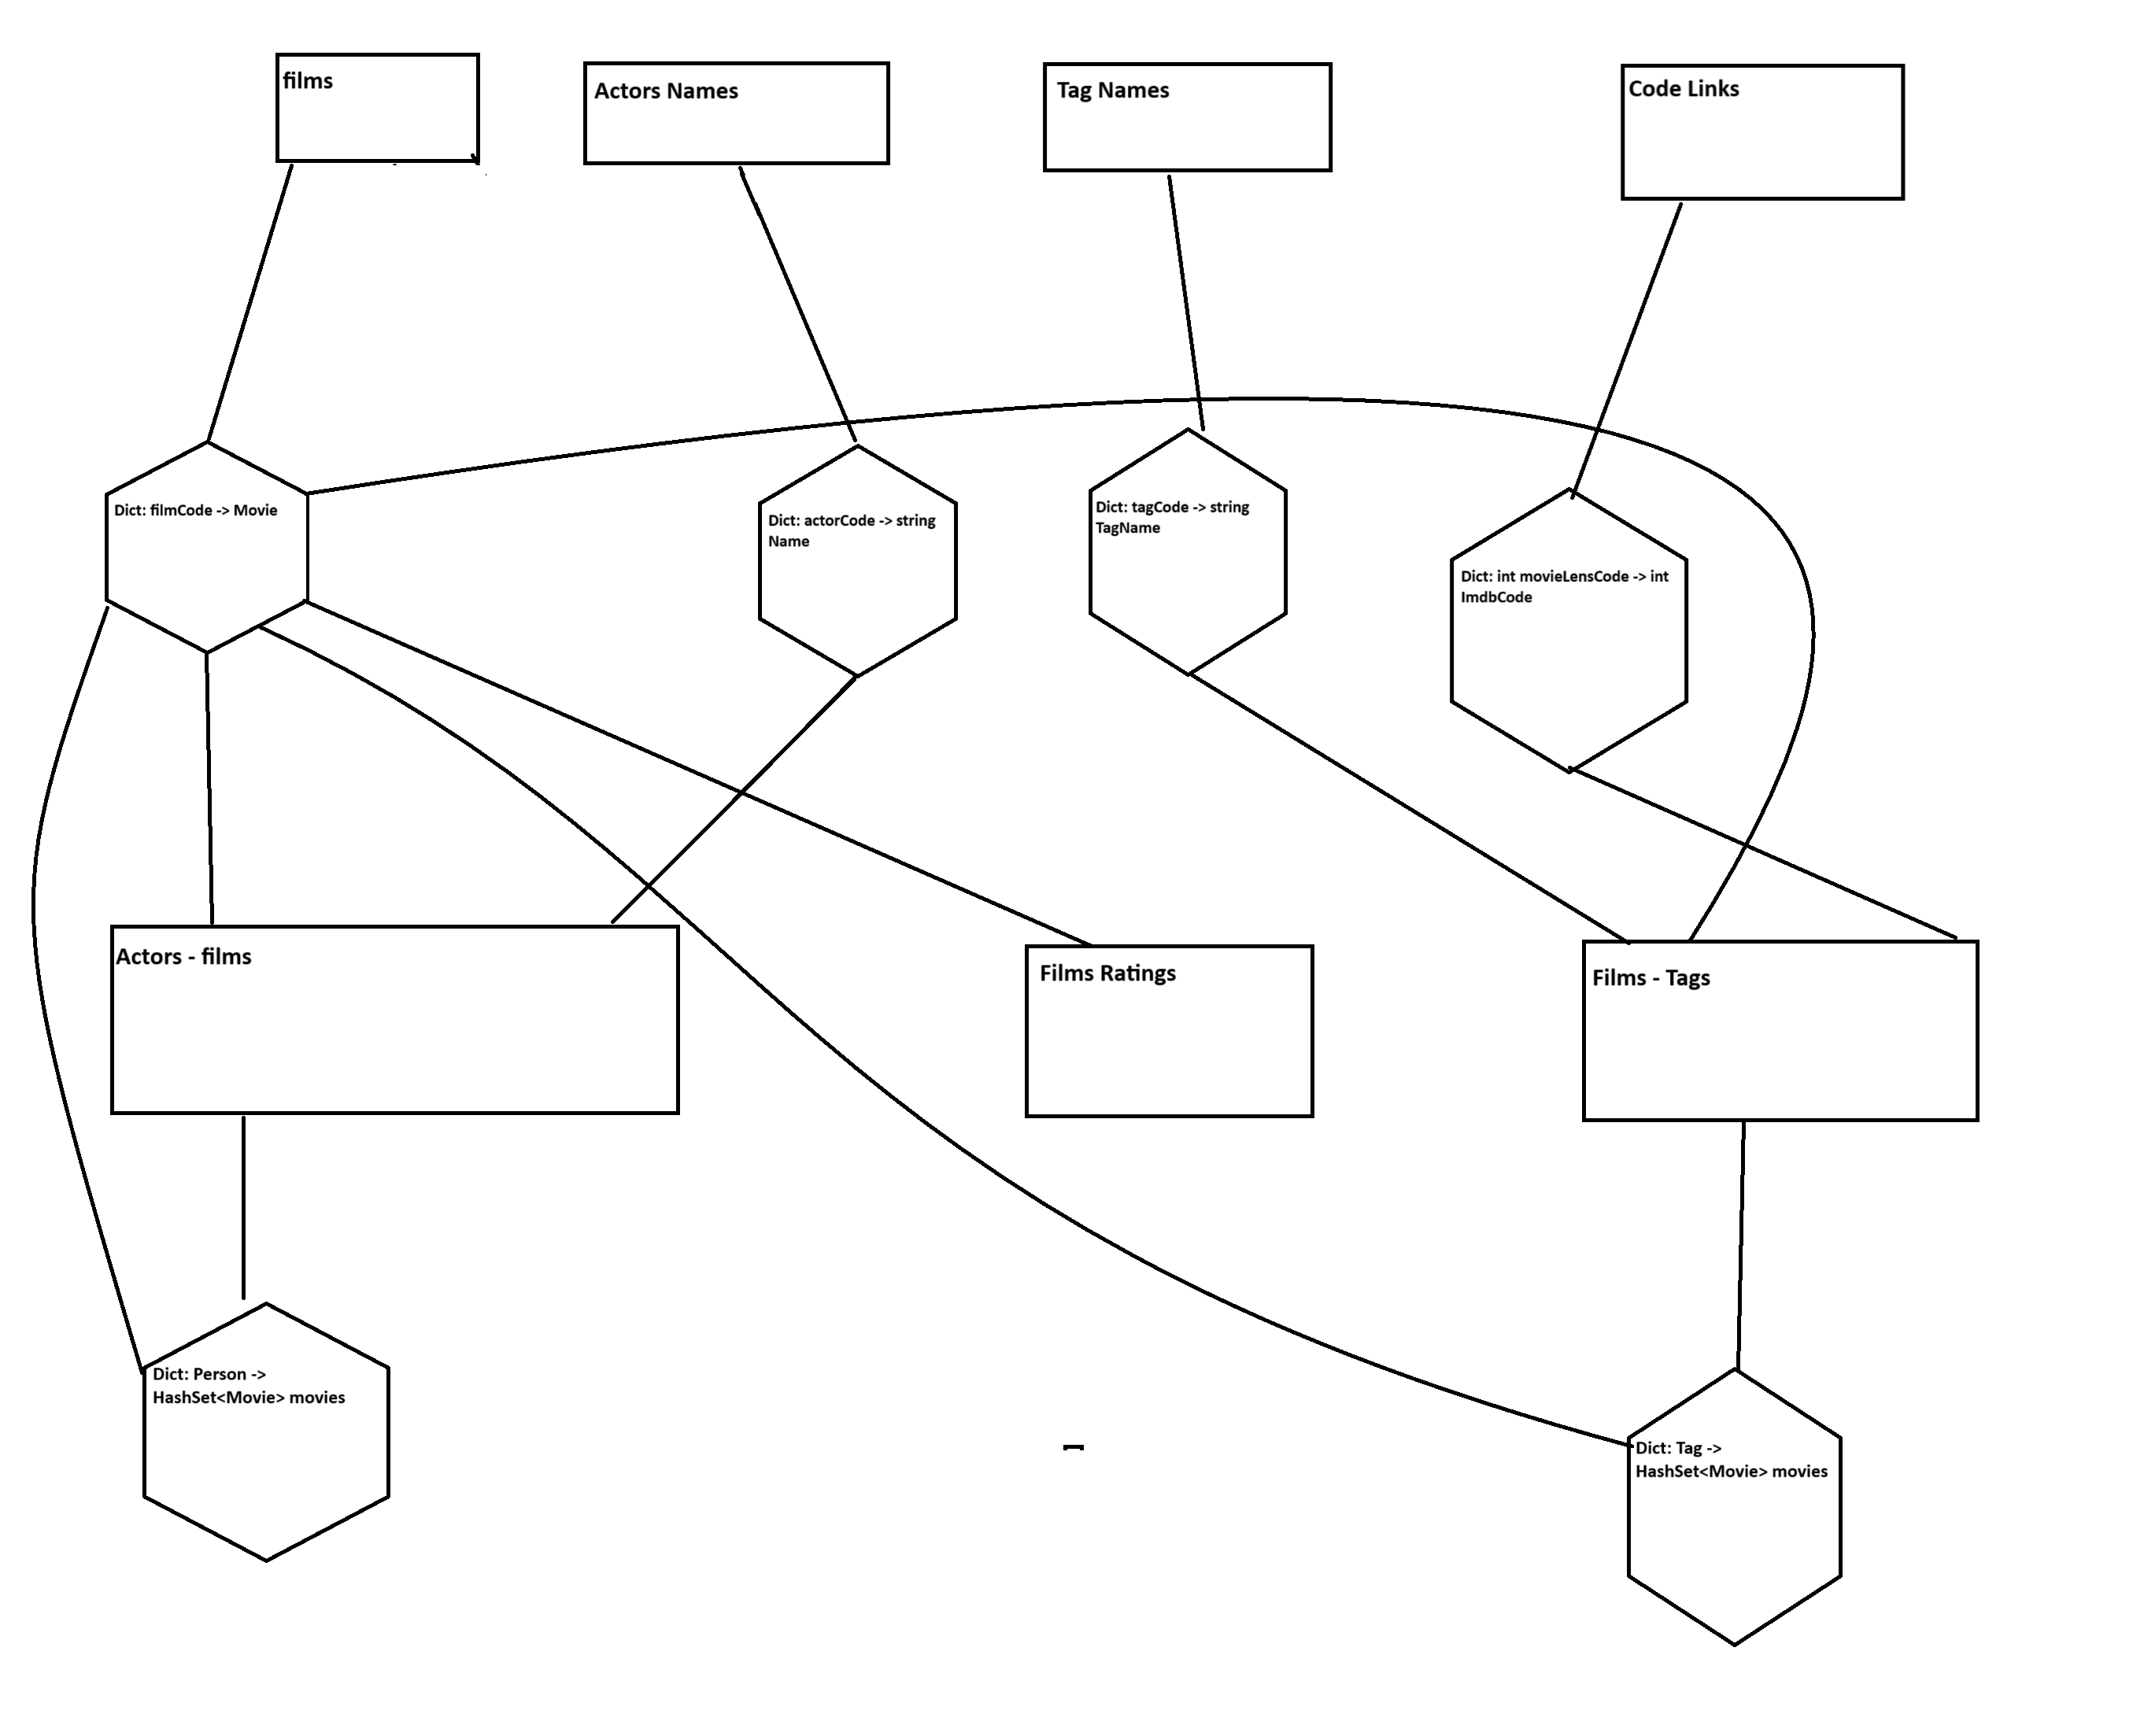 films
Actors Names
Tag Names
Code Links
Dict: filmCode -> Movie
Dict: actorCode -> string
Name
Dict: tagCode -> string
TagName
Dict: int movieLensCode -> int
ImdbCode
Actors - films
Films Ratings
Films - Tags
Dict: Person ->
HashSet<Movie> movies
Dict: Tag ->
HashSet<Movie> movies